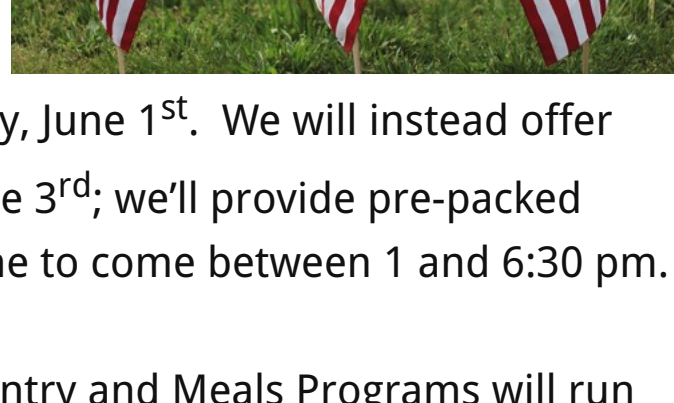 y, June 1st. We will instead offer
e 3rd; we'll provide pre-packed
e to come between 1 and 6:30 pm.
ntry and Meals Programs will run